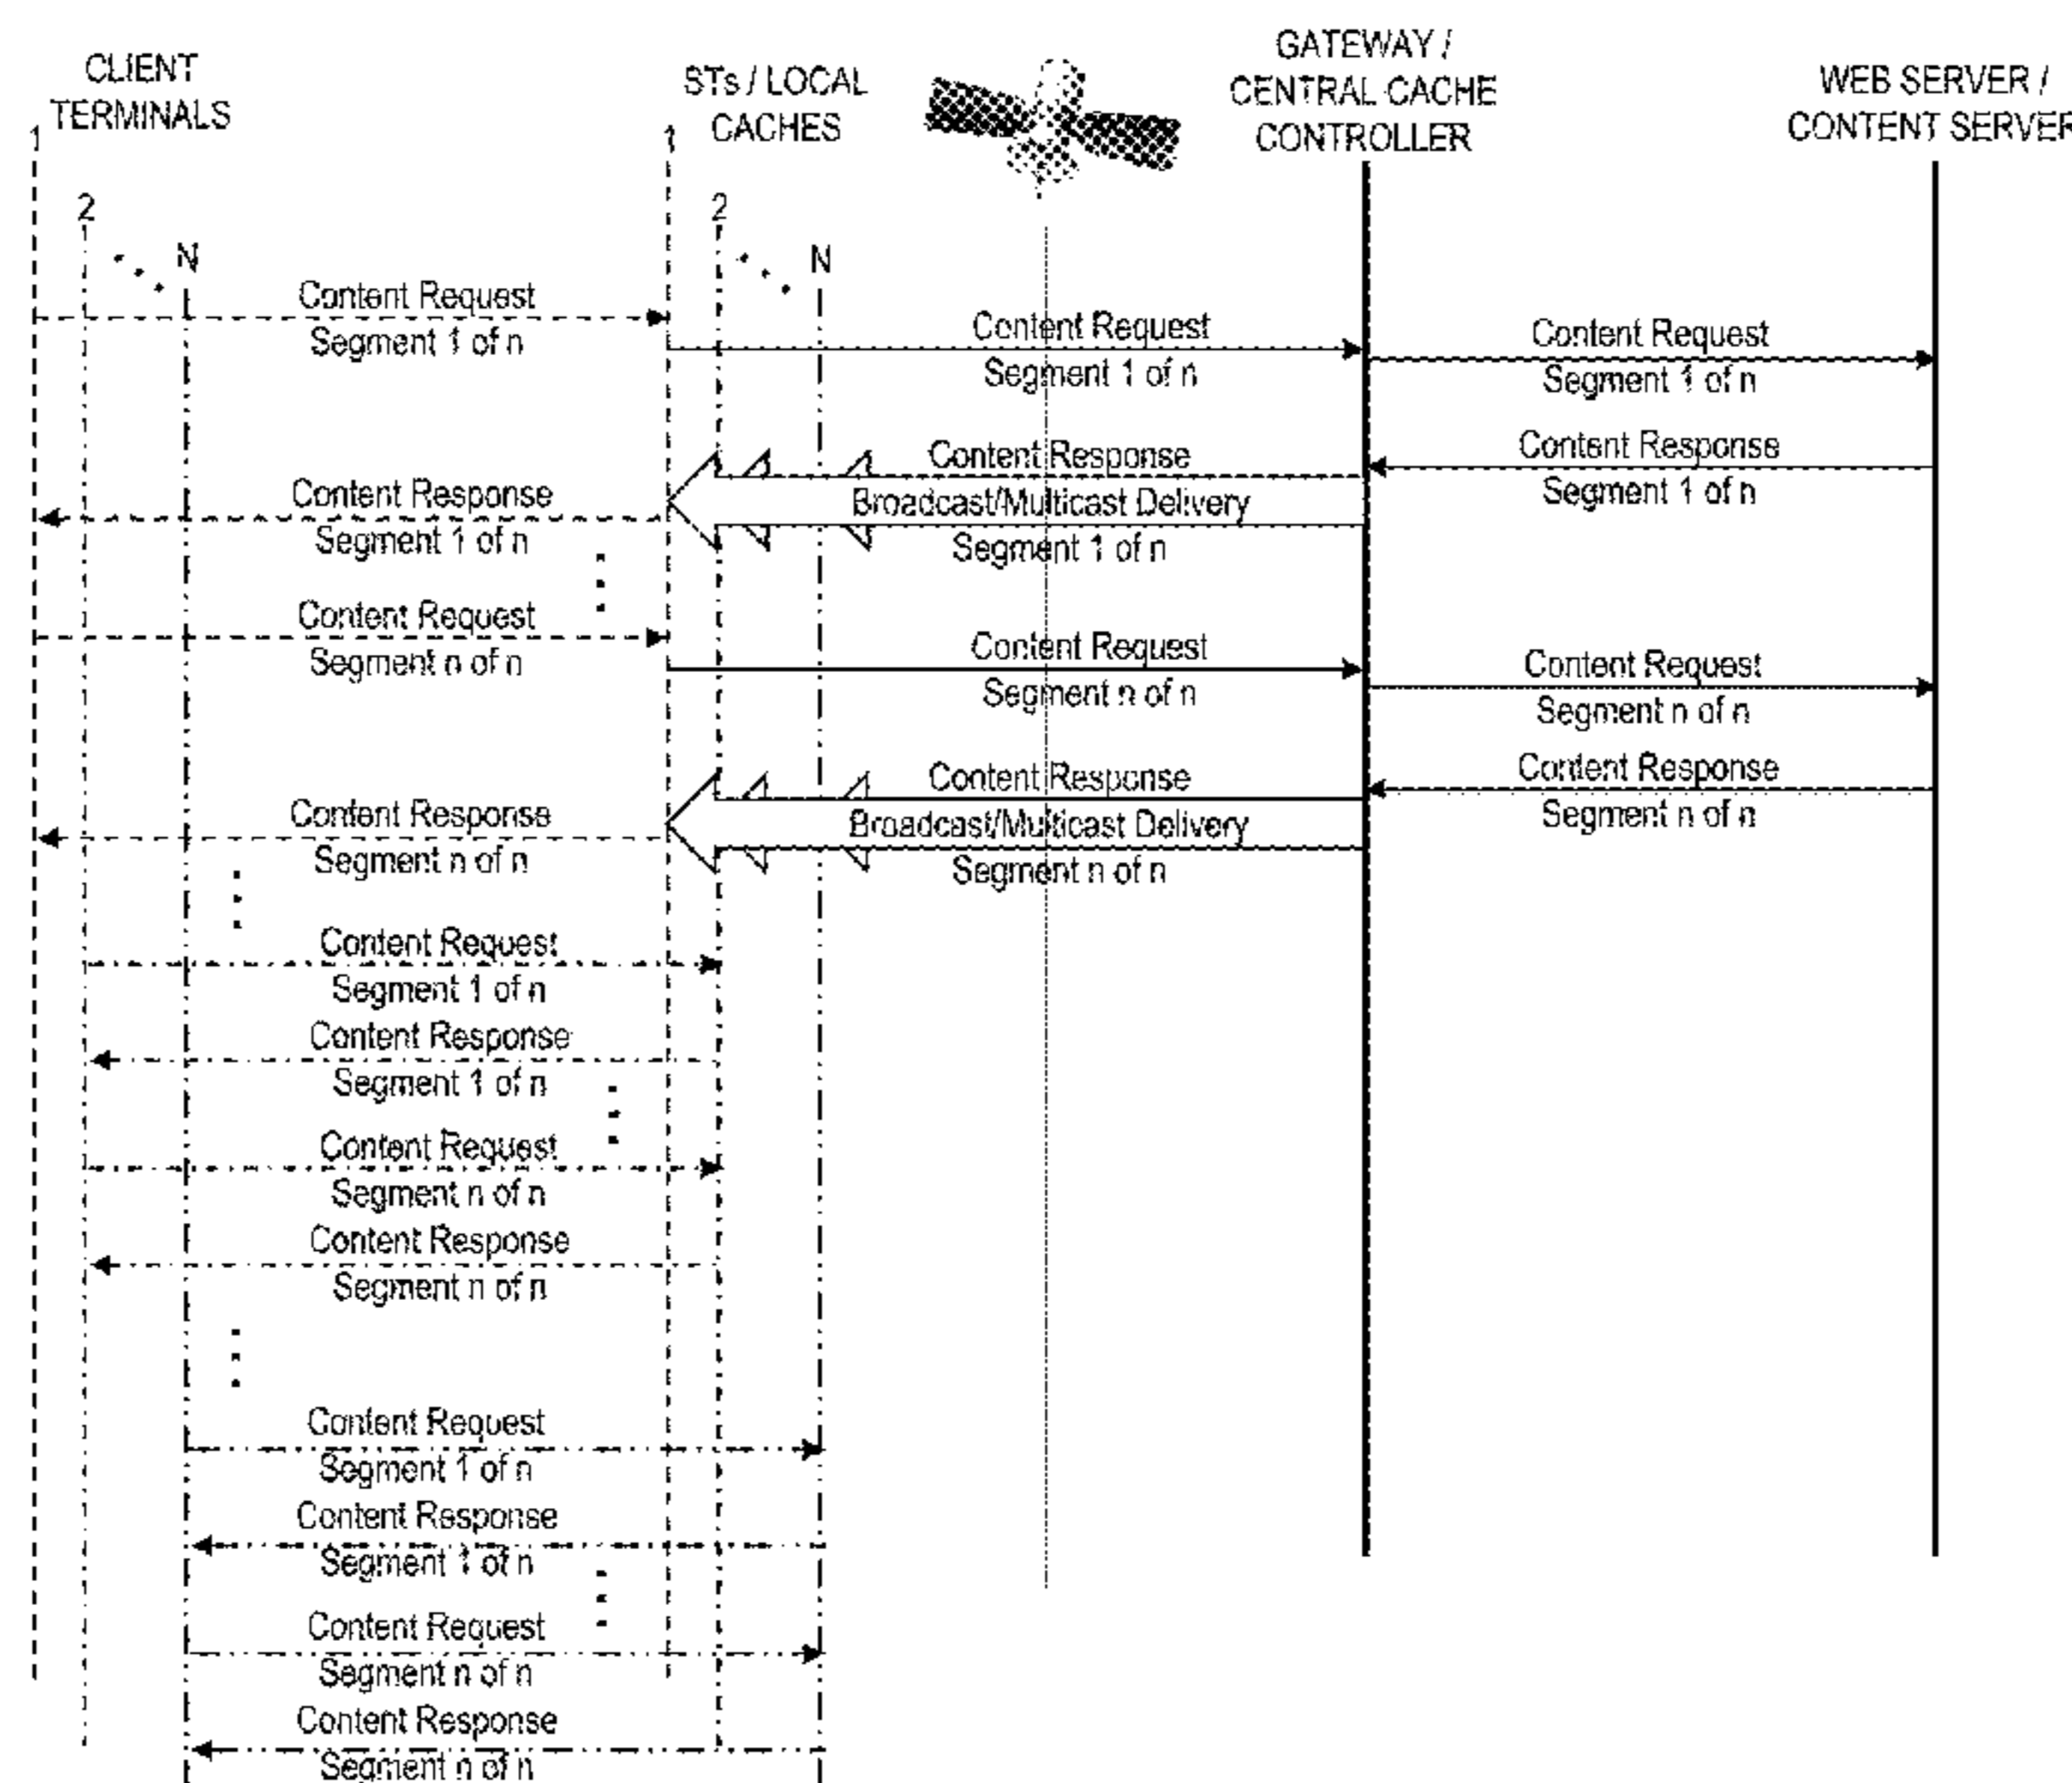 CLIENT
TERMINALS
STs / LOCAL
CACHES
GATEWAY /
CENTRAL CACHE
CONTROLLER
WEB SERVER /
CONTENT SERVER
1
2
N
1
2
N
Content Request
Segment 1 of n
Content Request
Segment 1 of n
Content Request
Segment 1 of n
Content Response
Segment 1 of n
Content Response
Broadcast/Multicast Delivery
Segment 1 of n
Content Response
Segment 1 of n
Content Request
Segment n of n
Content Request
Segment n of n
Content Request
Segment n of n
Content Response
Segment n of n
Content Response
Broadcast/Multicast Delivery
Segment n of n
Content Response
Segment n of n
Content Request
Segment 1 of n
Content Response
Segment 1 of n
Content Request
Segment n of n
Content Response
Segment n of n
Content Request
Segment 1 of n
Content Response
Segment 1 of n
Content Request
Segment n of n
Content Response
Segment n of n